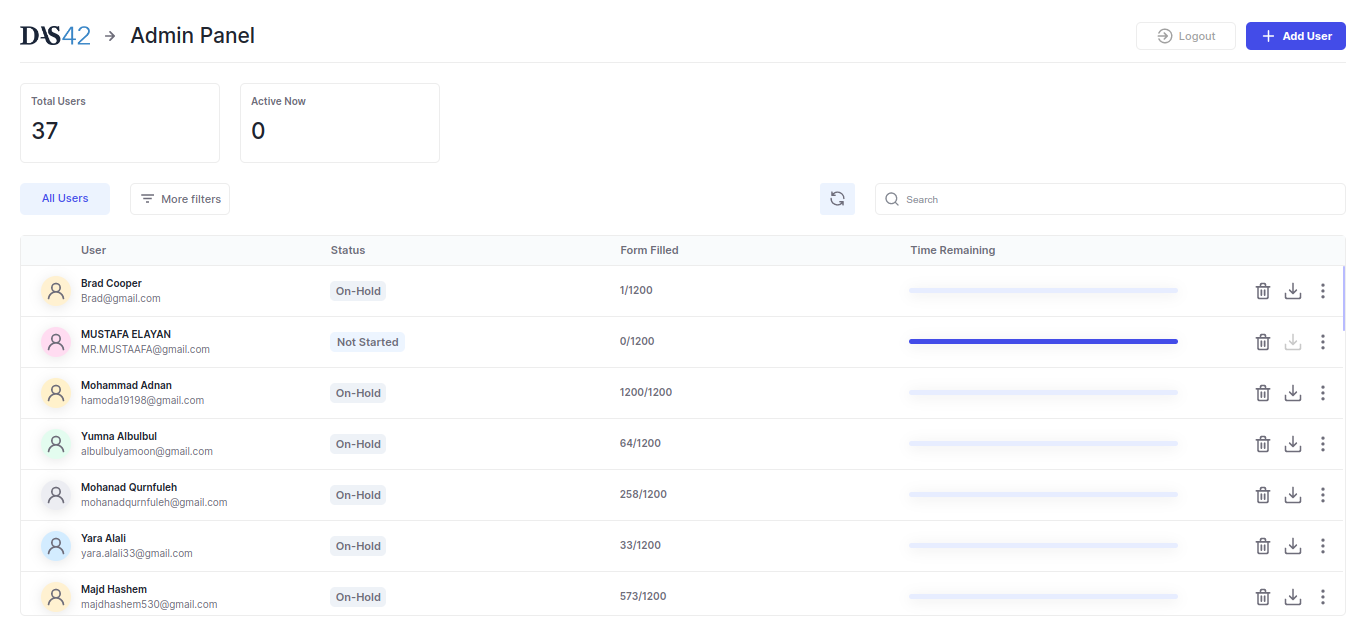 DAS42 → Admin Panel
Logout
+ Add User
Total Users
37
Active Now
0
All Users
More filters
Search
User Status Form Filled Time Remaining
Brad Cooper
Brad@gmail.com
On-Hold
1/1200
MUSTAFA ELAYAN
MR.MUSTAAFA@gmail.com
Not Started
0/1200
Mohammad Adnan
hamoda19198@gmail.com
On-Hold
1200/1200
Yumna Albulbul
albulbulyamoon@gmail.com
On-Hold
64/1200
Mohanad Qurnfuleh
mohanadqurnfuleh@gmail.com
On-Hold
258/1200
Yara Alali
yara.alali33@gmail.com
On-Hold
33/1200
Majd Hashem
majdhashem530@gmail.com
On-Hold
573/1200